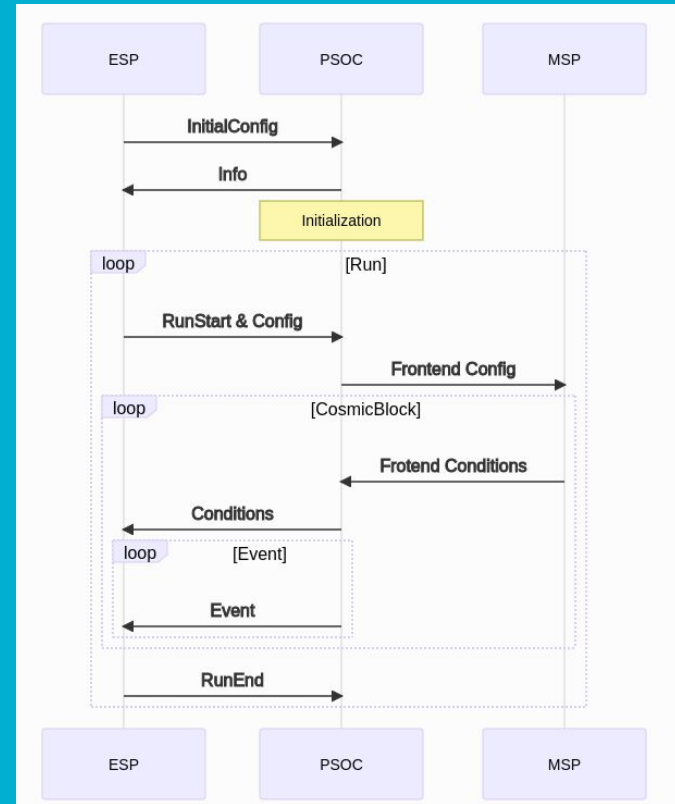 ESP PSOC MSP
InitialConfig
Info
Initialization
loop [Run]
RunStart & Config
Frontend Config
loop [CosmicBlock]
Frotend Conditions
Conditions
loop [Event]
Event
RunEnd
ESP PSOC MSP